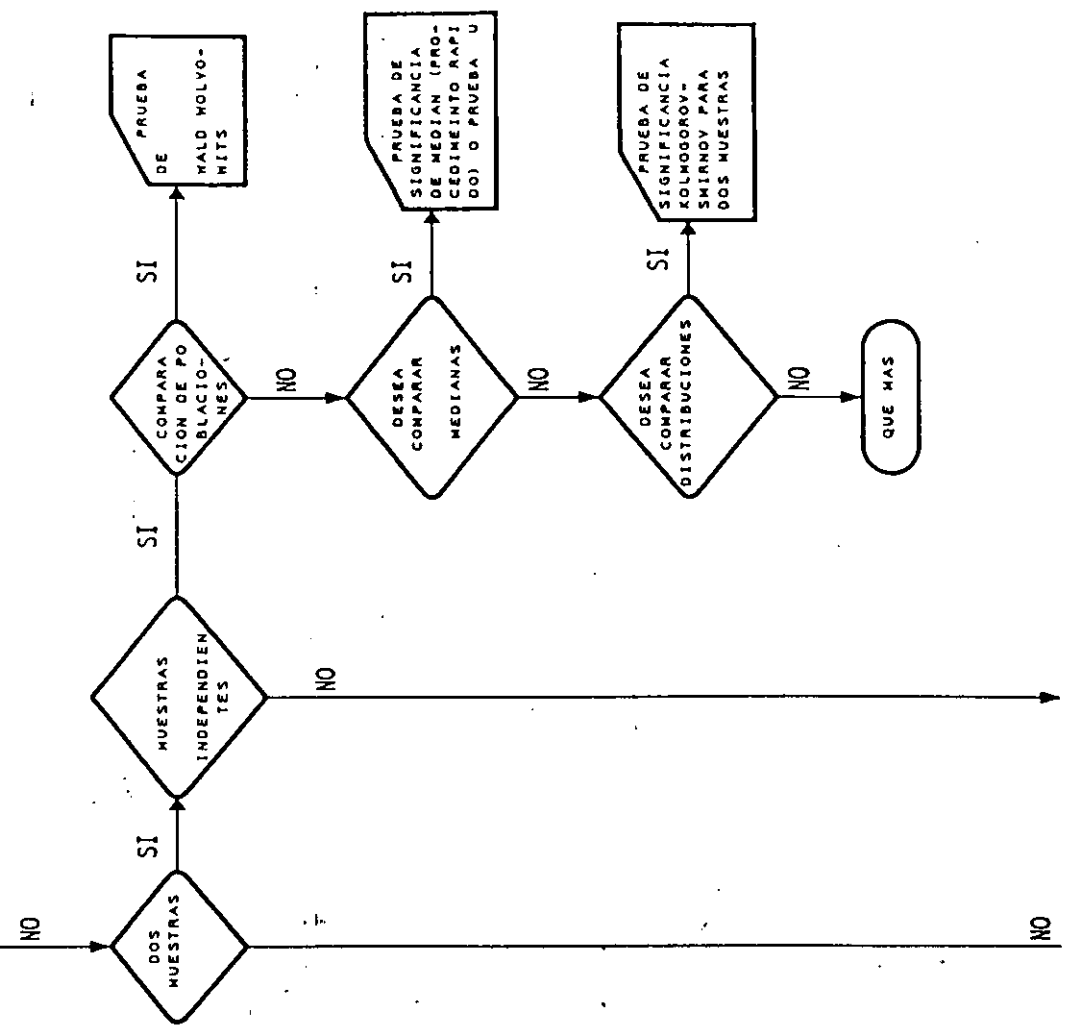 NO
DOS
MUESTRAS
SI
MUESTRAS
INDEPENDIEN
TES
SI
COMPARA
CION DE PO
BLACIO-
NES
SI
PRUEBA
DE
WALD WOLVO-
WITS
NO
DESEA
COMPARAR
MEDIANAS
SI
PRUEBA DE
SIGNIFICANCIA
DE MEDIAN (PRO-
CEDIMEINTO RAPI
DO) O PRUEBA U
NO
DESEA
COMPARAR
DISTRIBUCIONES
SI
PRUEBA DE
SIGNIFICANCIA
KOLMOGOROV-
SMIRNOV PARA
DOS MUESTRAS
NO
QUE MAS
NO
NO